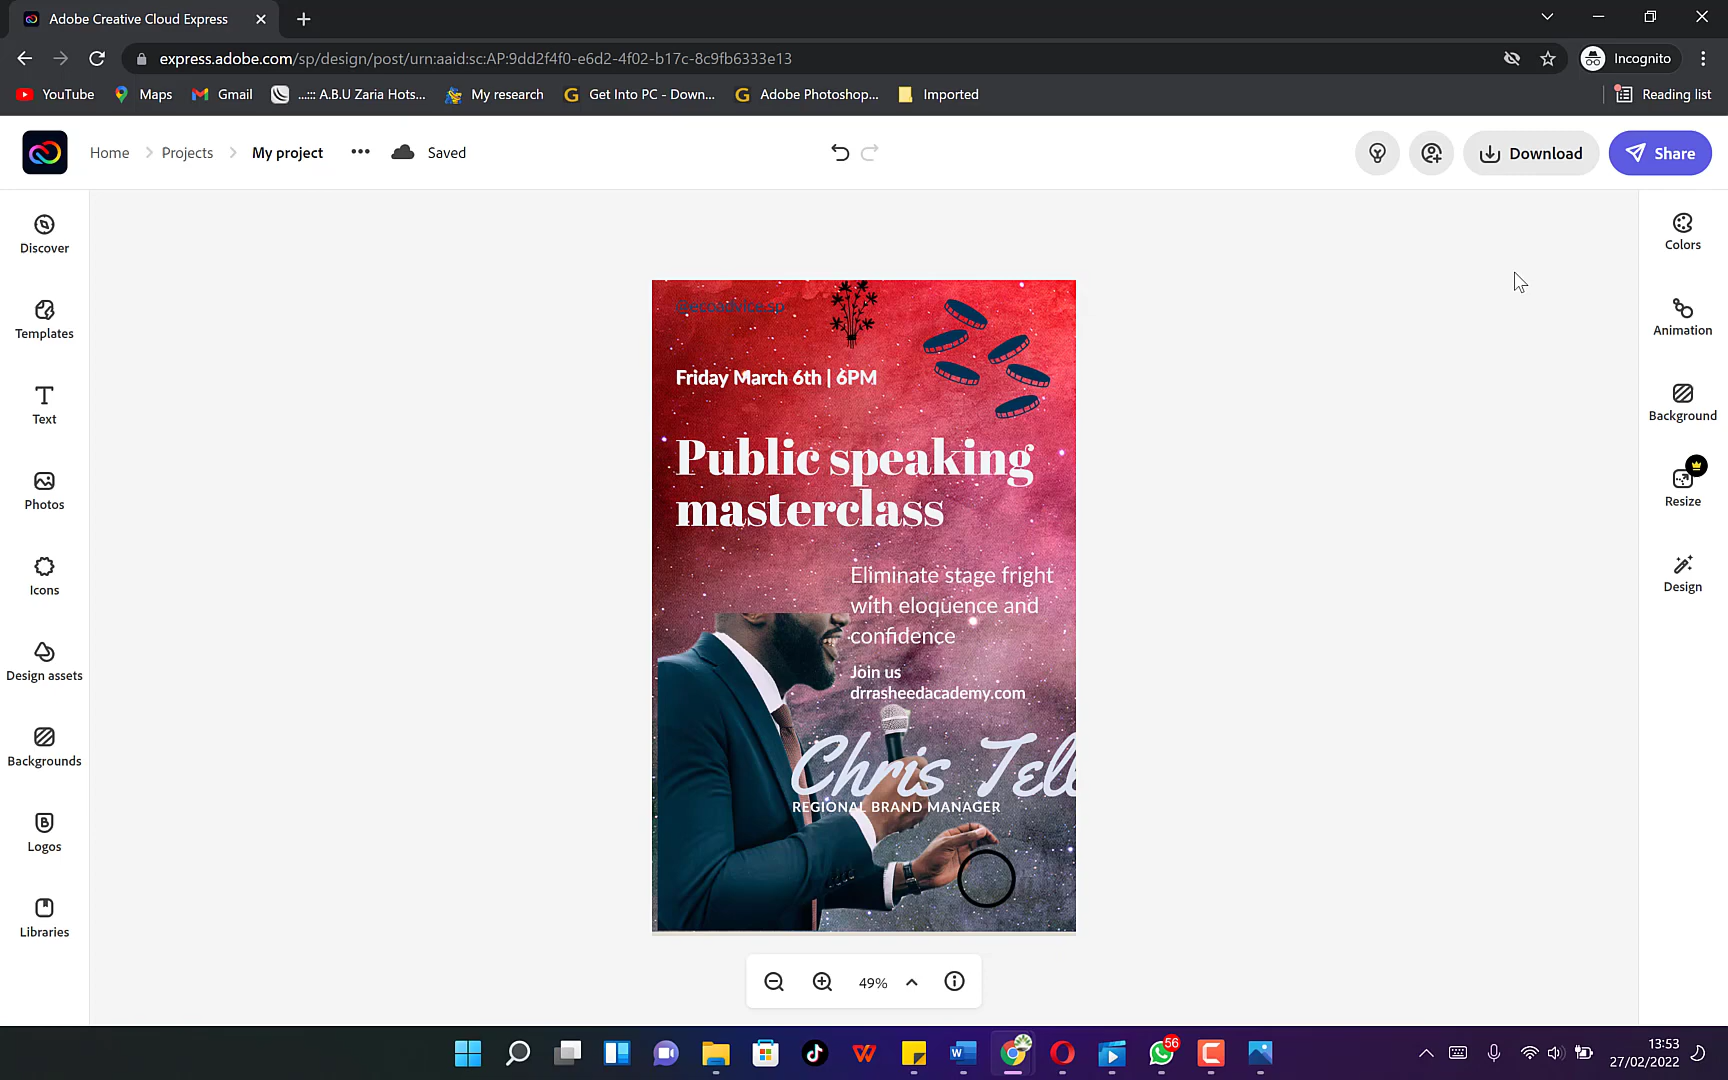 Adobe Creative Cloud Express
express.adobe.com/sp/design/post/urn:aaid:sc:AP:9dd2f4f0-e6d2-4f02-b17c-8c9fb6333e13
Incognito
YouTube
Maps
Gmail
...::: A.B.U Zaria Hots...
My research
Get Into PC - Down...
Adobe Photoshop...
Imported
Reading list
Home
Projects
My project
Saved
Download
Share
Discover
Templates
Text
Photos
Icons
Design assets
Backgrounds
Logos
Libraries
@ecoadvice.sp
Friday March 6th | 6PM
Public speaking
masterclass
Eliminate stage fright
with eloquence and
confidence
Join us
drrasheedacademy.com
Chris Tell
REGIONAL BRAND MANAGER
49%
Colors
Animation
Background
Resize
Design
56
13:53
27/02/2022